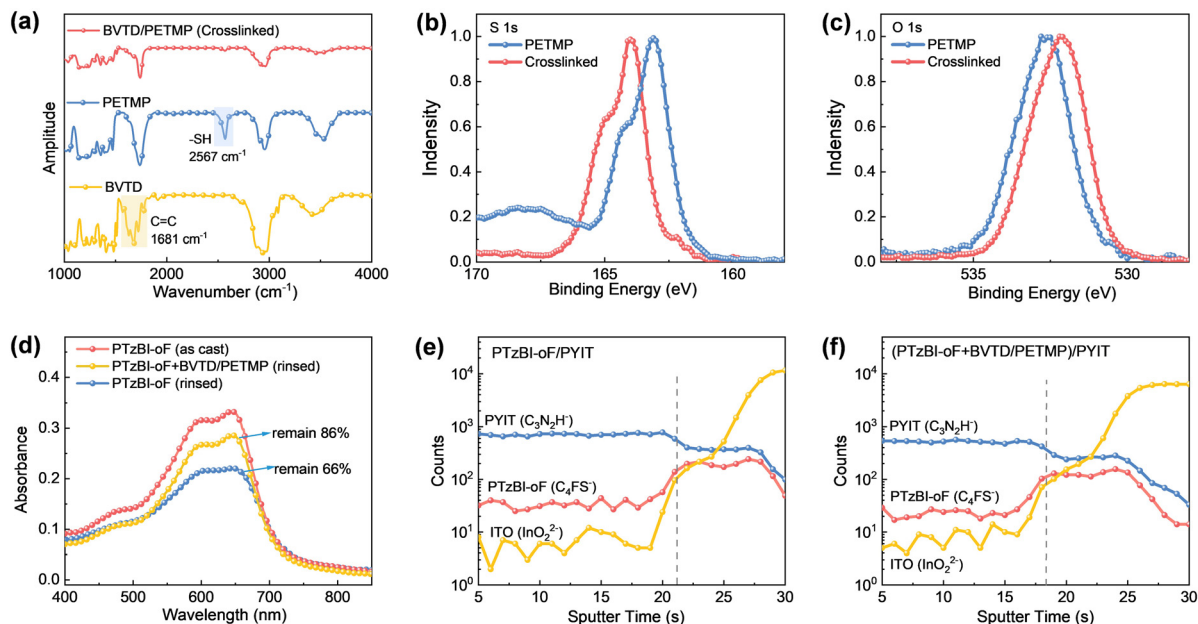 (a)
BVTD/PETMP (Crosslinked)
PETMP
-SH
2567 cm⁻¹
BVTD
C=C
1681 cm⁻¹
Amplitude
1000 2000 3000 4000
Wavenumber (cm⁻¹)
(b)
S 1s
PETMP
Crosslinked
Indensity
1.0
0.8
0.6
0.4
0.2
0.0
170 165 160
Binding Energy (eV)
(c)
O 1s
PETMP
Crosslinked
Indensity
1.0
0.8
0.6
0.4
0.2
0.0
535 530
Binding Energy (eV)
(d)
PTzBI-oF (as cast)
PTzBI-oF+BVTD/PETMP (rinsed)
PTzBI-oF (rinsed)
remain 86%
remain 66%
Absorbance
0.4
0.3
0.2
0.1
0.0
400 500 600 700 800
Wavelength (nm)
(e)
PTzBI-oF/PYIT
PYIT (C₃N₂H⁻)
PTzBI-oF (C₄FS⁻)
ITO (InO₂²⁻)
Counts
10⁴
10³
10²
10¹
10⁰
5 10 15 20 25 30
Sputter Time (s)
(f)
(PTzBI-oF+BVTD/PETMP)/PYIT
PYIT (C₃N₂H⁻)
PTzBI-oF (C₄FS⁻)
ITO (InO₂²⁻)
Counts
10⁴
10³
10²
10¹
10⁰
5 10 15 20 25 30
Sputter Time (s)